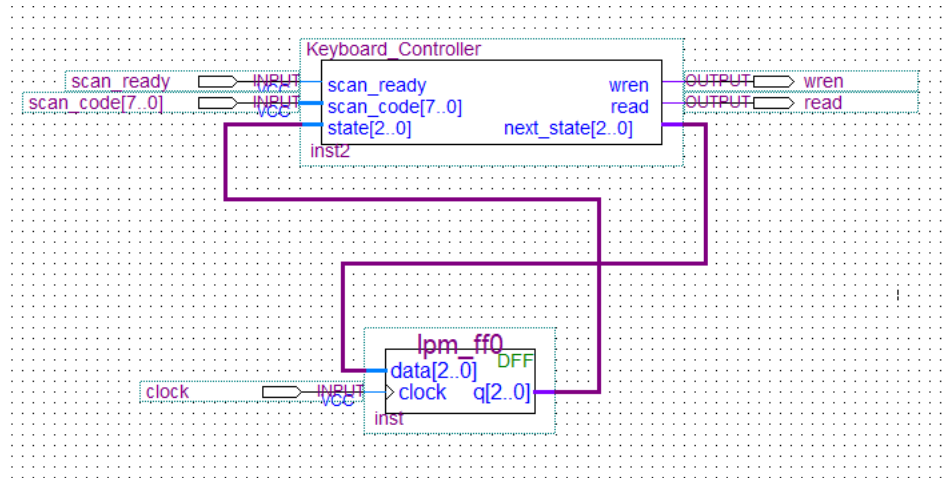 Keyboard_Controller
scan_ready INPUT VCC scan_ready wren OUTPUT wren
scan_code[7..0] INPUT VCC scan_code[7..0] read OUTPUT read
state[2..0] next_state[2..0]
inst2
lpm_ff0
DFF
data[2..0]
clock INPUT VCC clock q[2..0]
inst